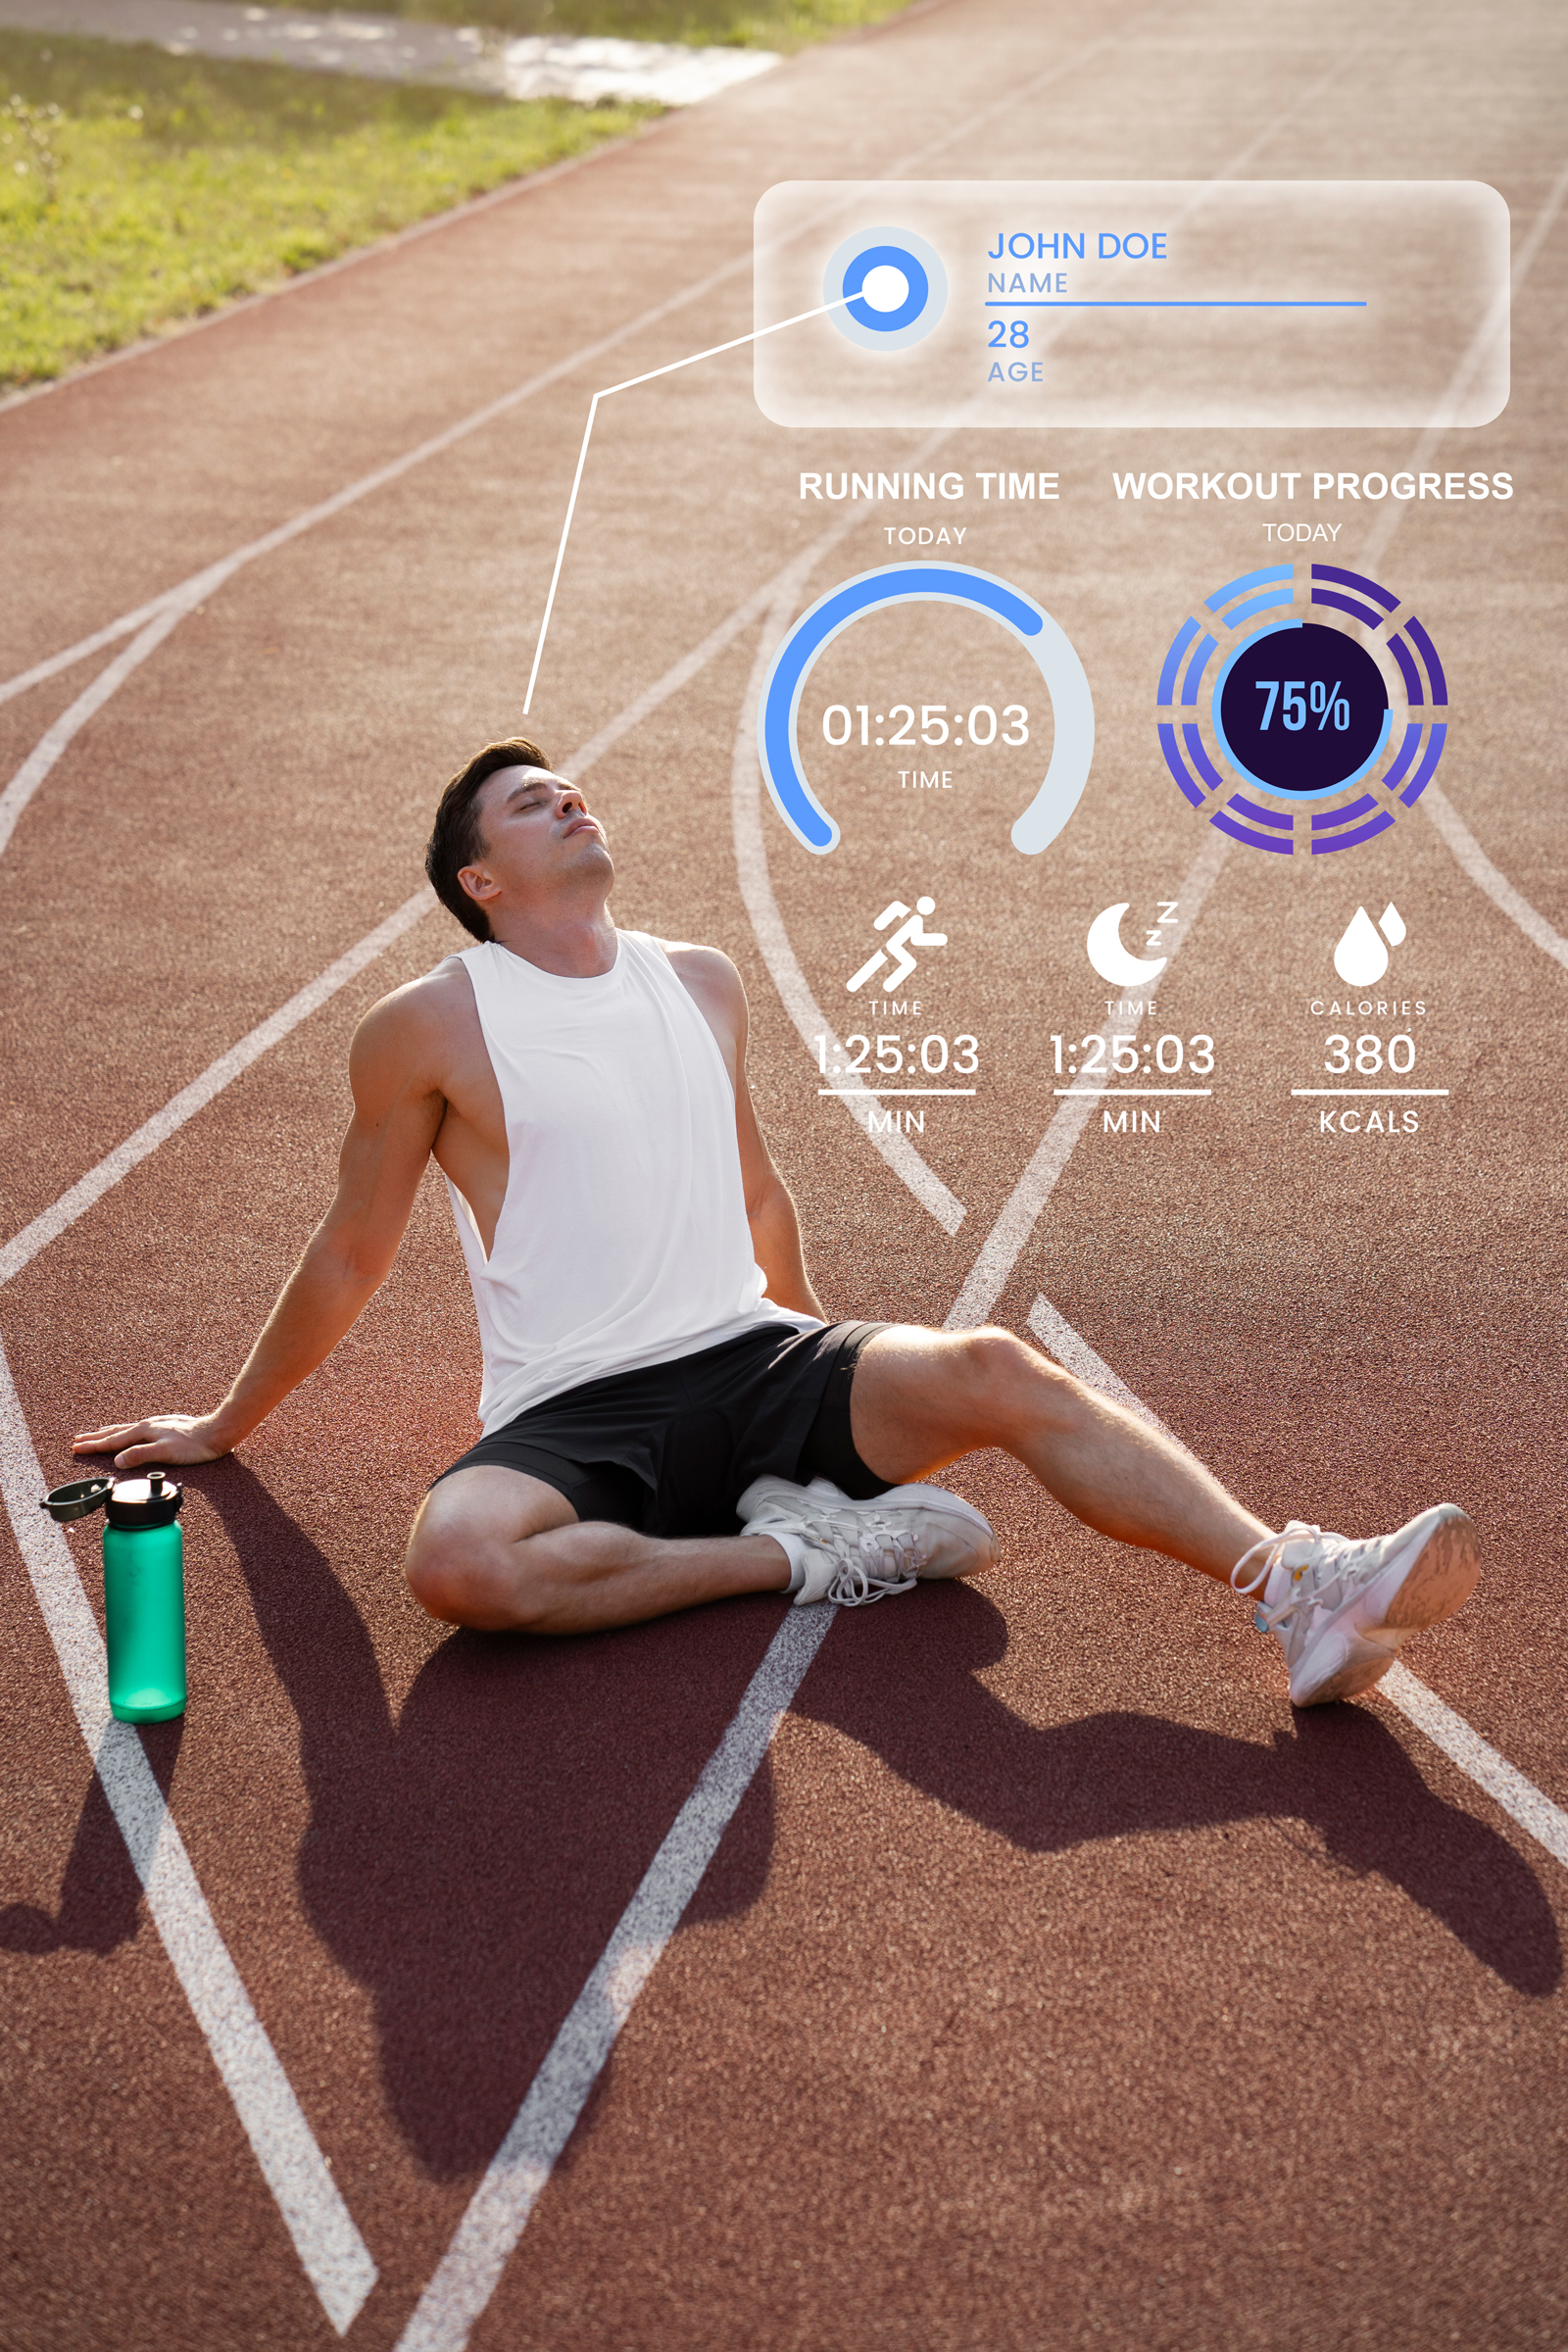 JOHN DOE
NAME
28
AGE
RUNNING TIME
TODAY
01:25:03
TIME
WORKOUT PROGRESS
TODAY
75%
Z
Z
TIME
1:25:03
MIN
TIME
1:25:03
MIN
CALORIES
380
KCALS